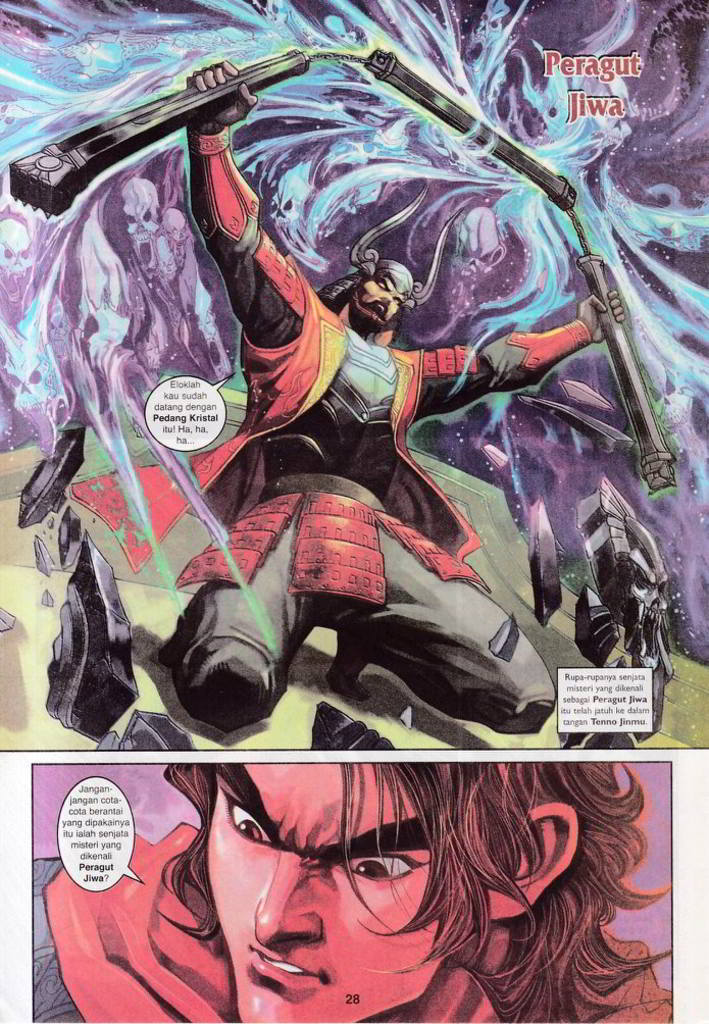 Peragut
Jiwa
Eloklah
kau sudah
datang dengan
Pedang Kristal
itu! Ha, ha,
ha...
Rupa-rupanya senjata
misteri yang dikenali
sebagai Peragut Jiwa
itu telah jatuh ke dalam
tangan Tenno Jinmu.
Jangan-
jangan cota-
cota berantai
yang dipakainya
itu ialah senjata
misteri yang
dikenali
Peragut
Jiwa?
28